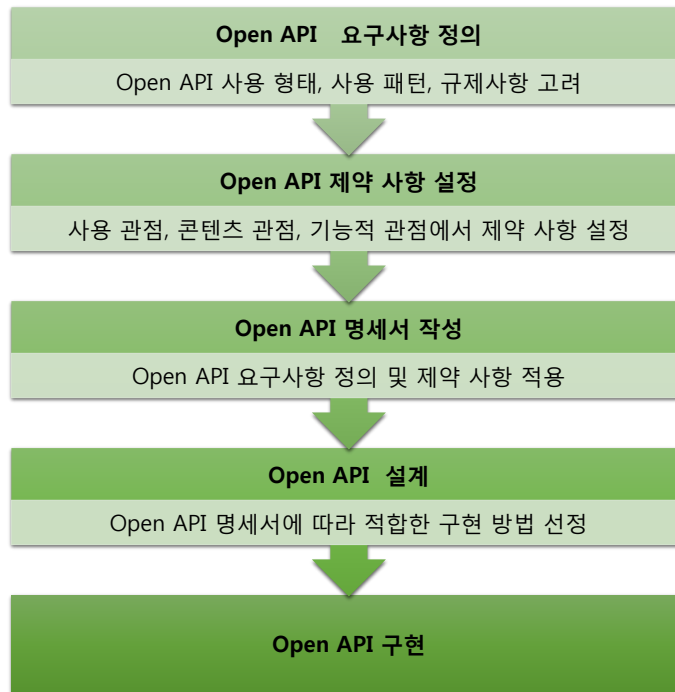 Open API 요구사항 정의
Open API 사용 형태, 사용 패턴, 규제사항 고려
Open API 제약 사항 설정
사용 관점, 콘텐츠 관점, 기능적 관점에서 제약 사항 설정
Open API 명세서 작성
Open API 요구사항 정의 및 제약 사항 적용
Open API 설계
Open API 명세서에 따라 적합한 구현 방법 선정
Open API 구현